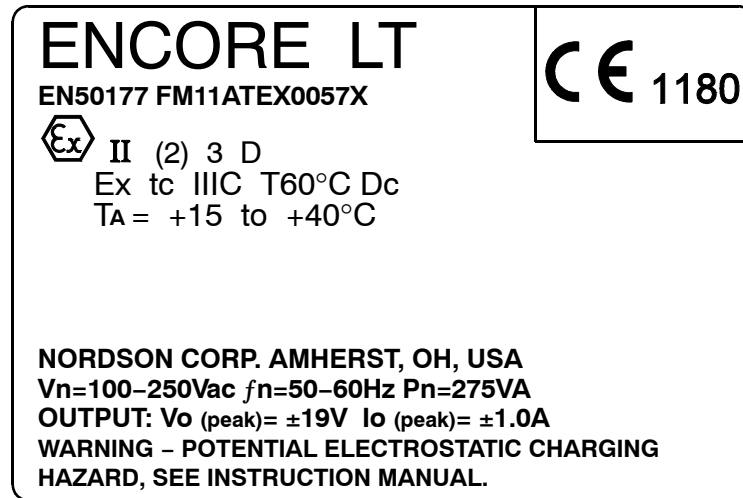 ENCORE LT
CE 1180
EN50177 FM11ATEX0057X
Ex II (2) 3 D
Ex tc IIIC T60°C Dc
TA = +15 to +40°C
NORDSON CORP. AMHERST, OH, USA
Vn=100–250Vac ƒn=50–60Hz Pn=275VA
OUTPUT: Vo (peak)= ±19V Io (peak)= ±1.0A
WARNING – POTENTIAL ELECTROSTATIC CHARGING
HAZARD, SEE INSTRUCTION MANUAL.